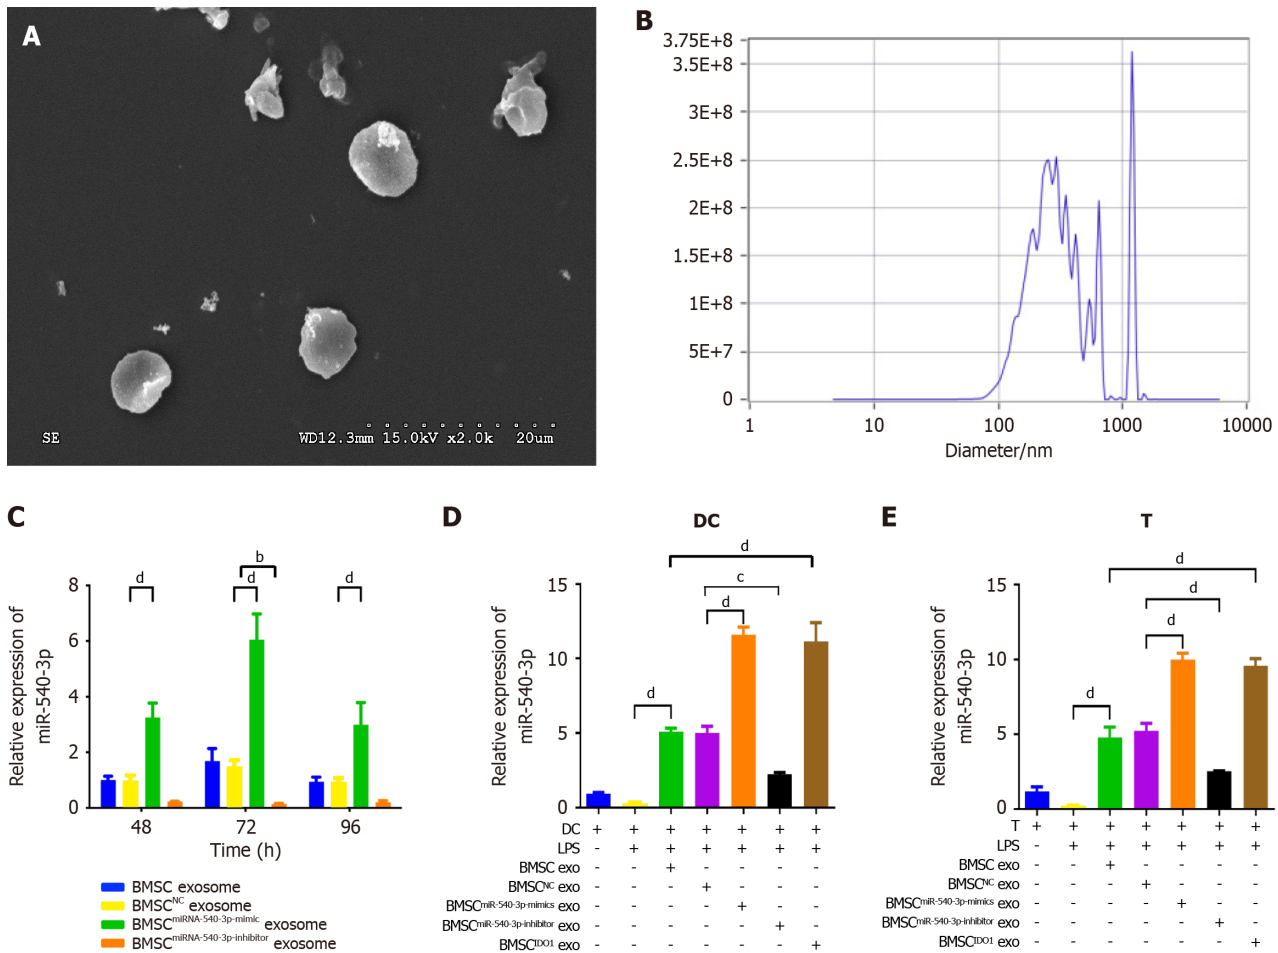 A
SE
WD12.3mm 15.0kV x2.0k 20um
B
3.75E+8
3.5E+8
3E+8
2.5E+8
2E+8
1.5E+8
1E+8
5E+7
0
1 10 100 1000 10000
Diameter/nm
C
Relative expression of
miR-540-3p
8
6
4
2
0
d
b
d
d
48 72 96
Time (h)
BMSC exosome
BMSCNC exosome
BMSCmiRNA-540-3p-mimic exosome
BMSCmiRNA-540-3p-inhibitor exosome
D
DC
Relative expression of
miR-540-3p
15
10
5
0
d
c
d
d
DC + + + + + + +
LPS - + + + + + +
BMSC exo - - + - - - -
BMSCNC exo - - - + - - -
BMSCmiR-540-3p-mimics exo - - - - + - -
BMSCmiR-540-3p-inhibitor exo - - - - - + -
BMSCIDO1 exo - - - - - - +
E
T
Relative expression of
miR-540-3p
15
10
5
0
d
d
d
d
T + + + + + + +
LPS - + + + + + +
BMSC exo - - + - - - -
BMSCNC exo - - - + - - -
BMSCmiR-540-3p-mimics exo - - - - + - -
BMSCmiR-540-3p-inhibitor exo - - - - - + -
BMSCIDO1 exo - - - - - - +